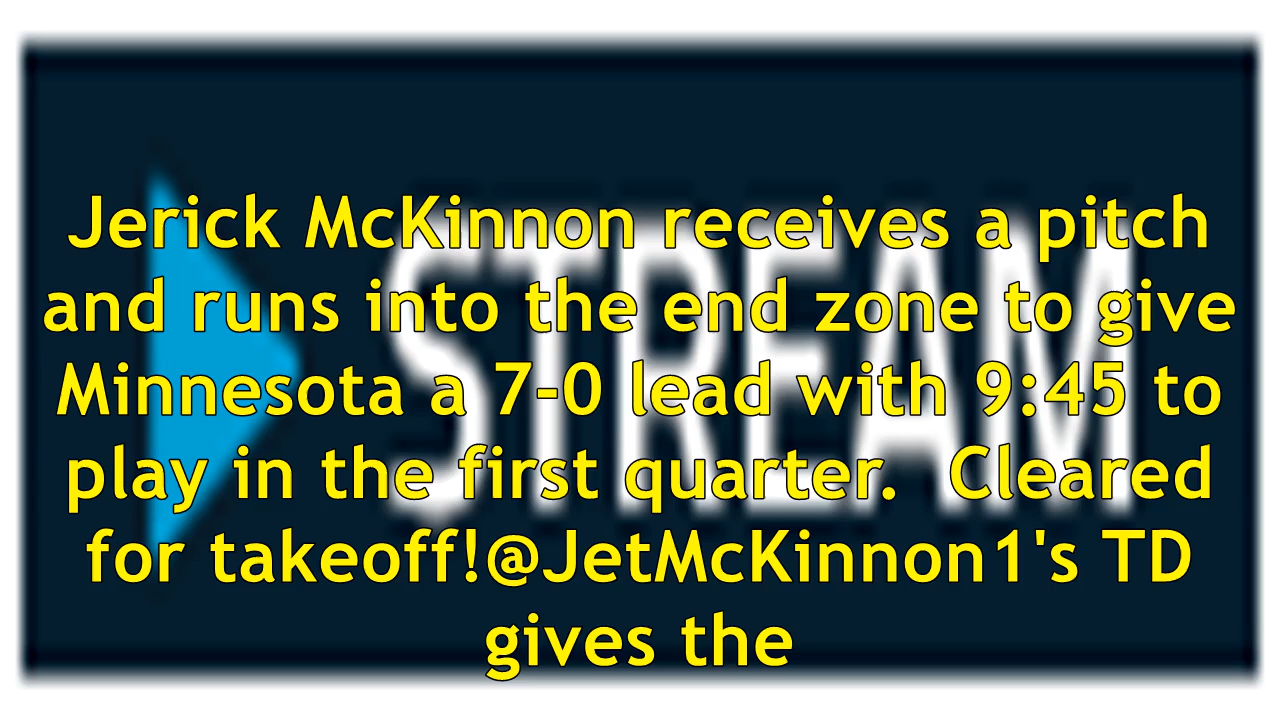 Jerick McKinnon receives a pitch
and runs into the end zone to give
Minnesota a 7-0 lead with 9:45 to
play in the first quarter.  Cleared
for takeoff!@JetMcKinnon1's TD
gives the
STREAM